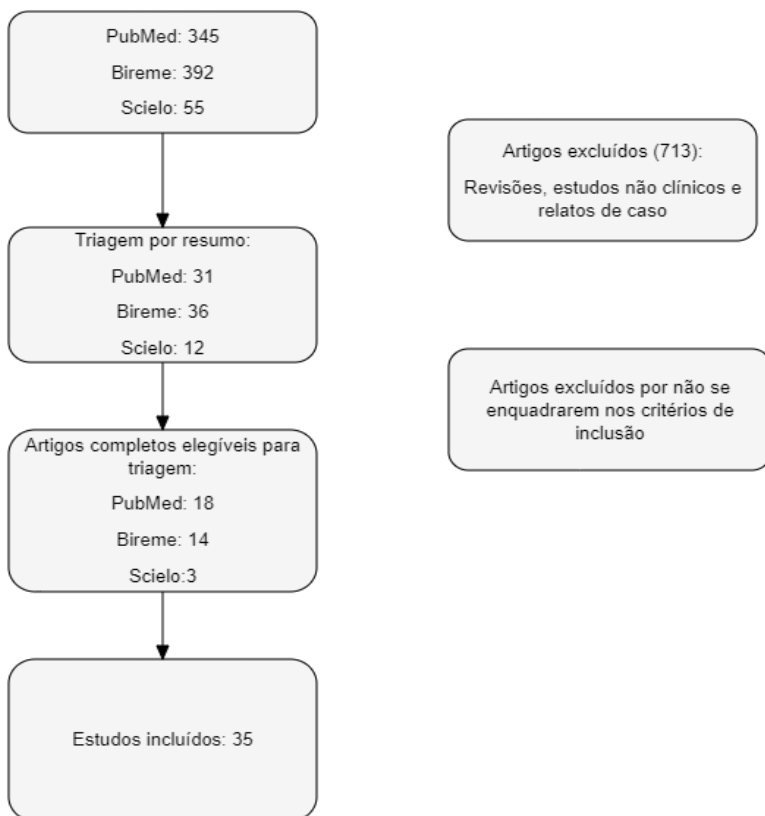 PubMed: 345
Bireme: 392
Scielo: 55
Artigos excluídos (713):
Revisões, estudos não clínicos e
relatos de caso
Triagem por resumo:
PubMed: 31
Bireme: 36
Scielo: 12
Artigos excluídos por não se
enquadrarem nos critérios de
inclusão
Artigos completos elegíveis para
triagem:
PubMed: 18
Bireme: 14
Scielo:3
Estudos incluídos: 35